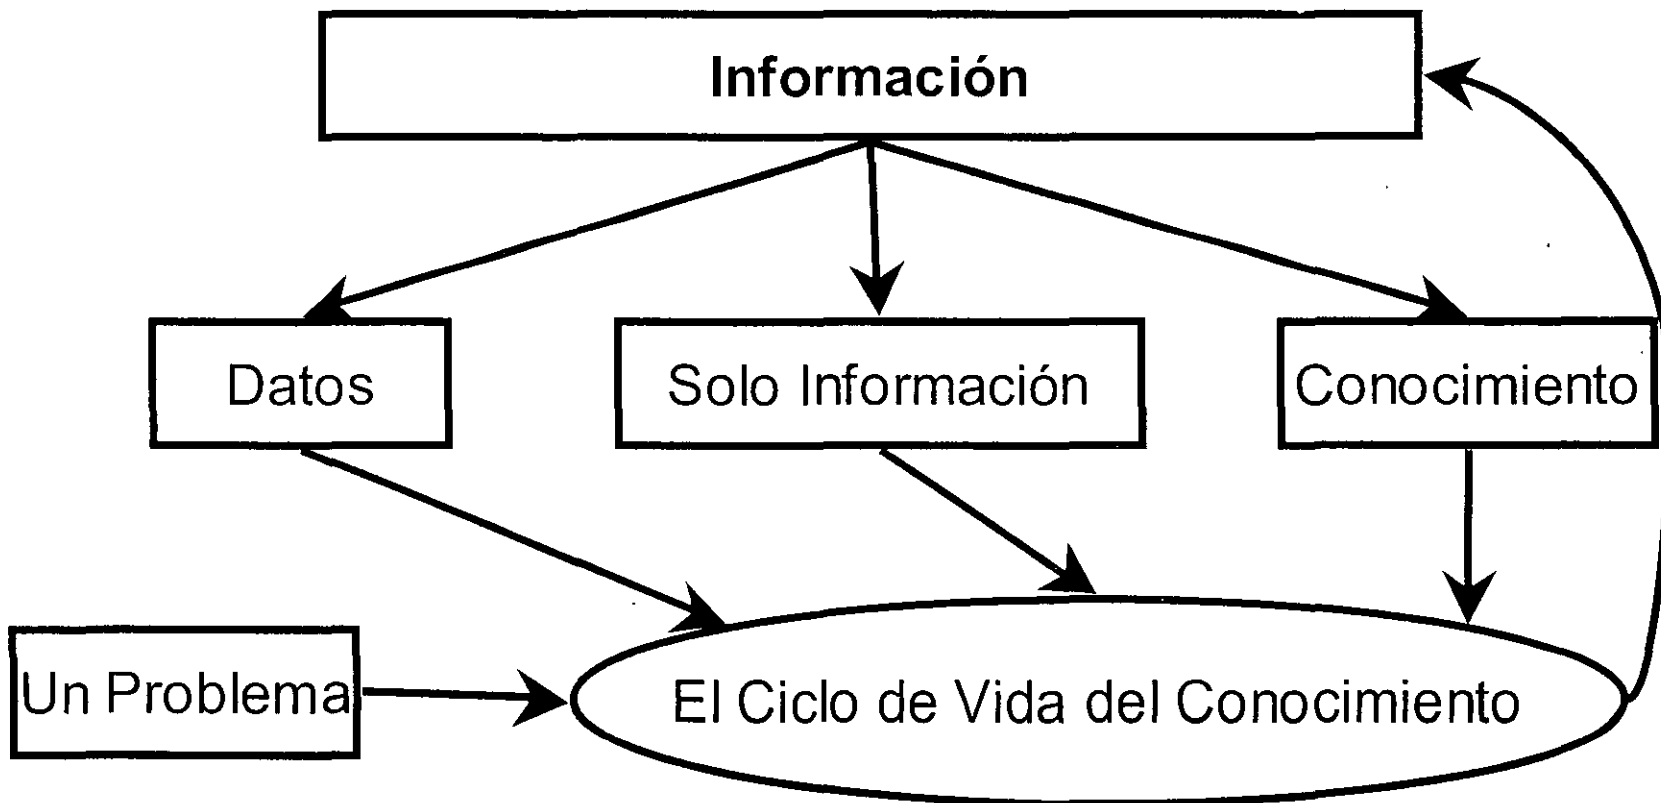 Información
Datos
Solo Información
Conocimiento
Un Problema
El Ciclo de Vida del Conocimiento